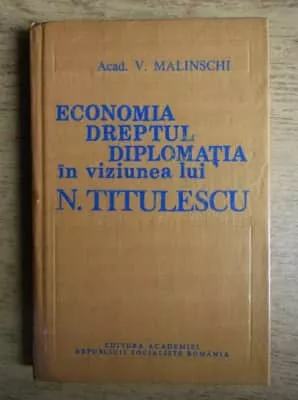 Acad. V. MALINSCHI
ECONOMIA
DREPTUL
DIPLOMAȚIA
în viziunea lui
N. TITULESCU
EDITURA ACADEMIEI
REPUBLICII SOCIALISTE ROMÂNIA